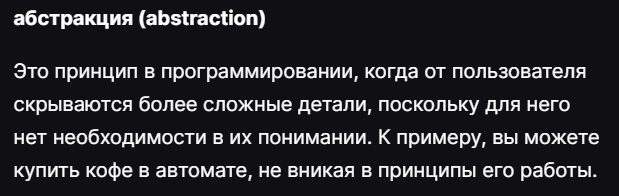 абстракция (abstraction)
Это принцип в программировании, когда от пользователя
скрываются более сложные детали, поскольку для него
нет необходимости в их понимании. К примеру, вы можете
купить кофе в автомате, не вникая в принципы его работы.